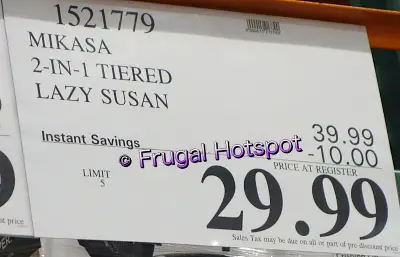 1521779
MIKASA
2-IN-1 TIERED
LAZY SUSAN
Instant Savings
39.99
-10.00
© Frugal Hotspot
LIMIT
5
PRICE AT REGISTER
29.99
Sales Tax may be due on all or part of pre discount price